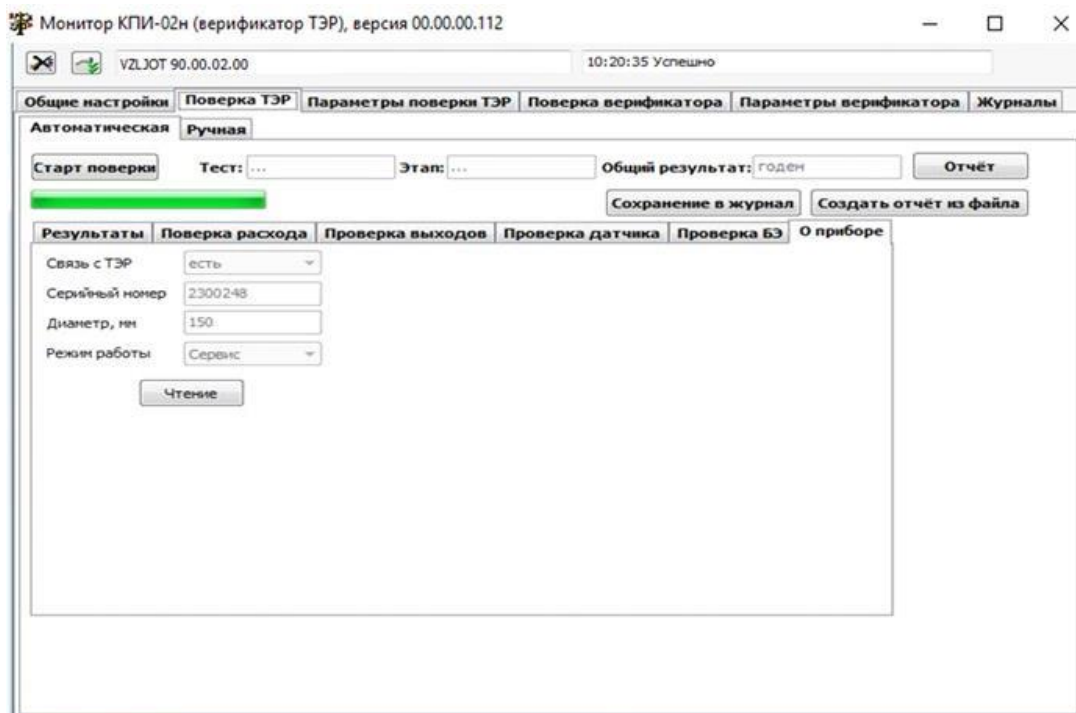 Монитор КПИ-02н (верификатор ТЭР), версия 00.00.00.112
VZLJOT 90.00.02.00 10:20:35 Успешно
Общие настройки Поверка ТЭР Параметры поверки ТЭР Поверка верификатора Параметры верификатора Журналы
Автоматическая Ручная
Старт поверки Тест: ... Этап: ... Общий результат: годен Отчёт
Сохранение в журнал Создать отчёт из файла
Результаты Поверка расхода Проверка выходов Проверка датчика Проверка БЭ О приборе
Связь с ТЭР есть
Серийный номер 2300248
Диаметр, мм 150
Режим работы Сервис
Чтение